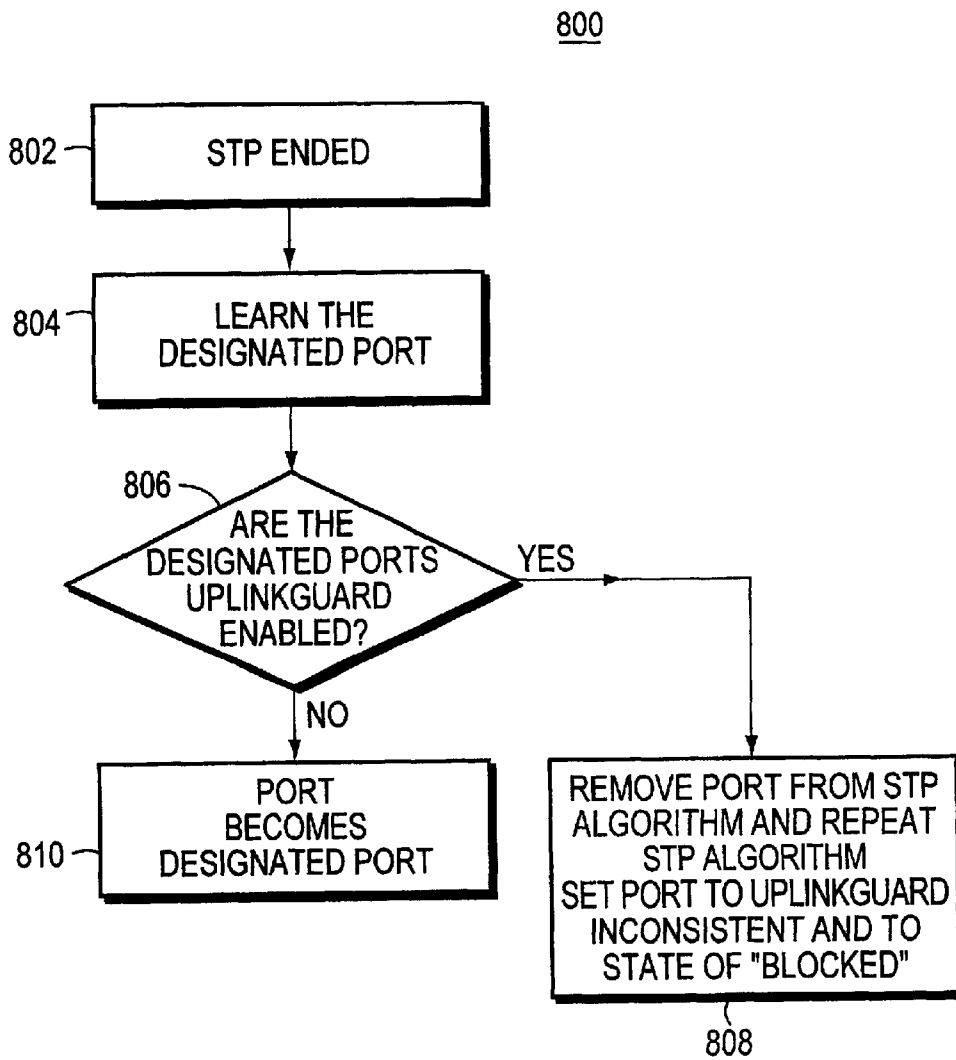 800
802
STP ENDED
804
LEARN THE
DESIGNATED PORT
806
ARE THE
DESIGNATED PORTS
UPLINKGUARD
ENABLED?
YES
NO
810
PORT
BECOMES
DESIGNATED PORT
REMOVE PORT FROM STP
ALGORITHM AND REPEAT
STP ALGORITHM
SET PORT TO UPLINKGUARD
INCONSISTENT AND TO
STATE OF "BLOCKED"
808